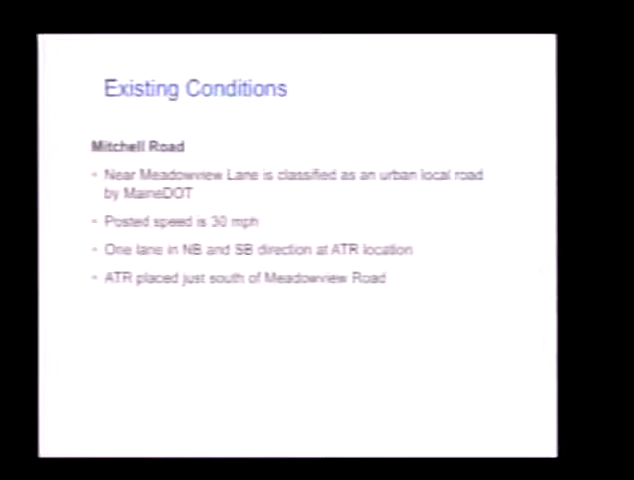 Existing Conditions
Mitchell Road
• Near Meadowview Lane is classified as an urban local road
by MaineDOT
• Posted speed is 30 mph
• One lane in NB and SB direction at ATR location
• ATR placed just south of Meadowview Road